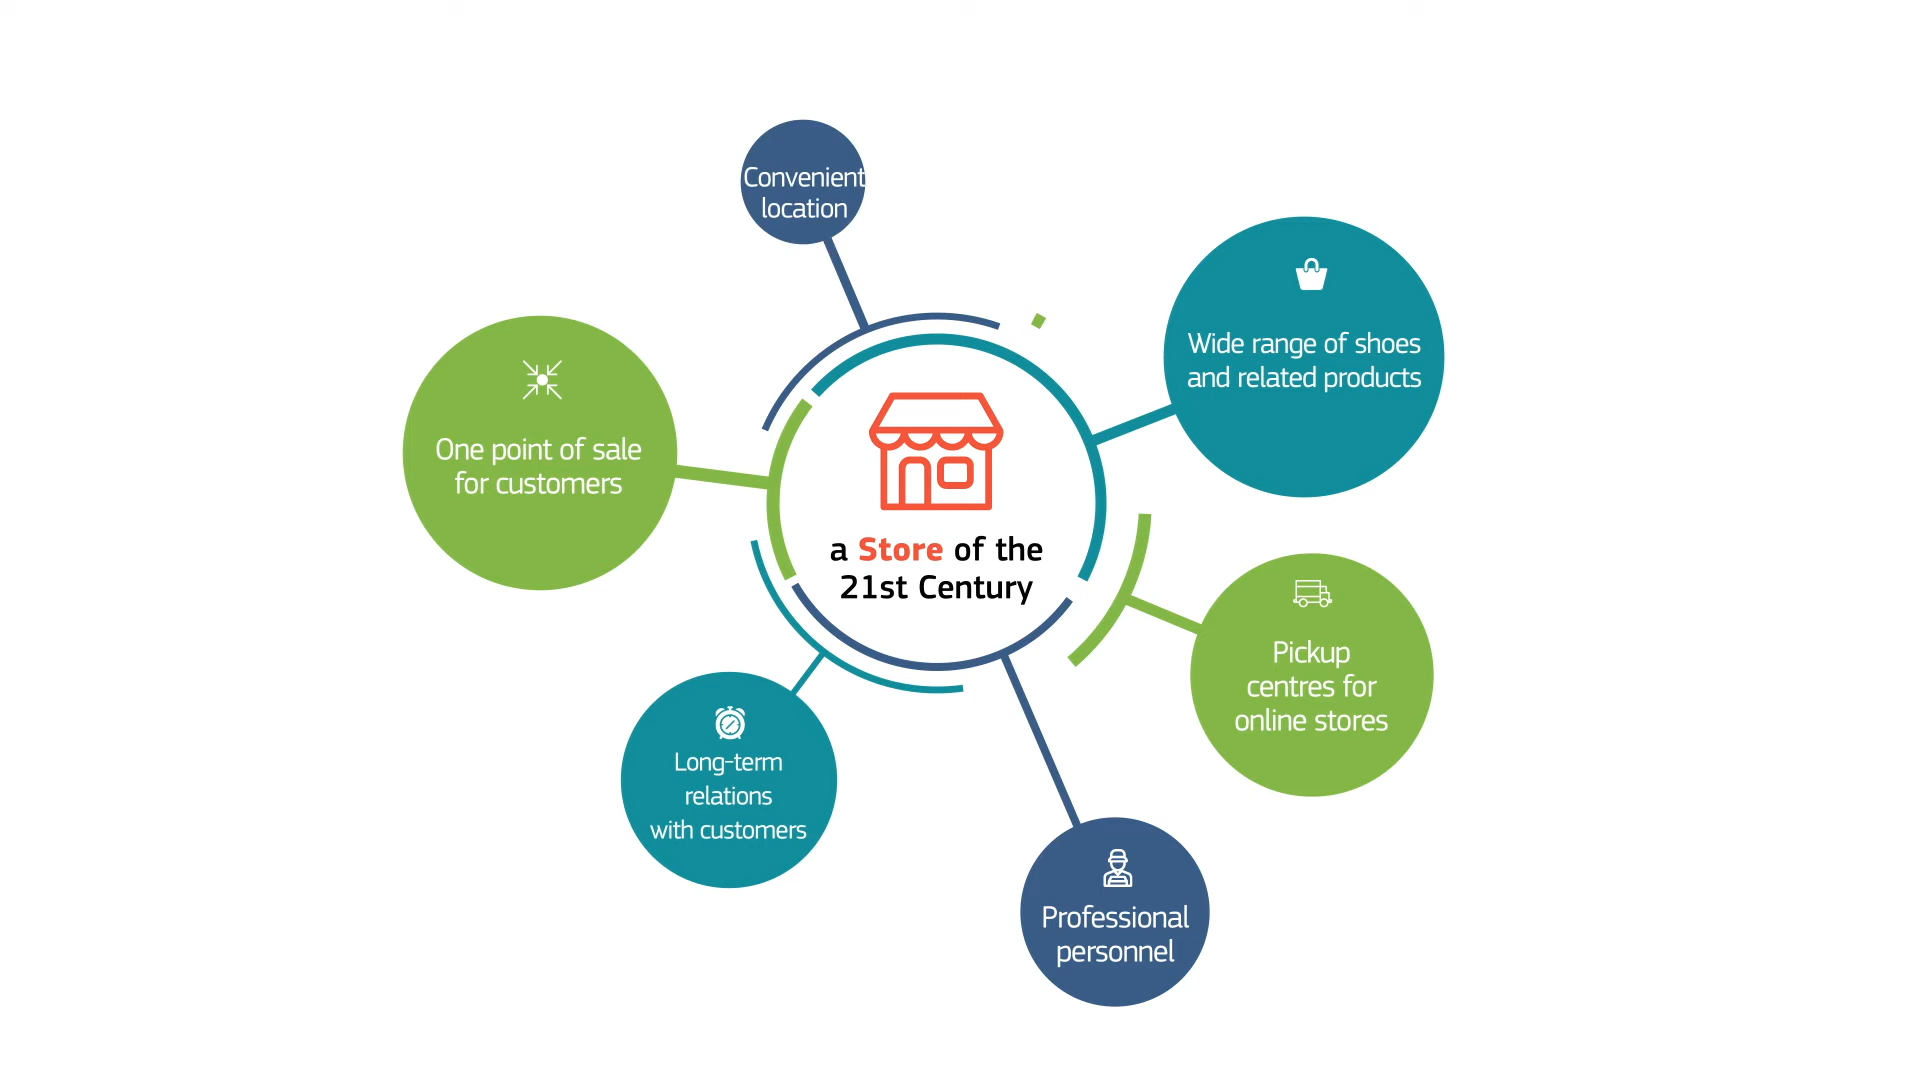 Convenient
location
Wide range of shoes
and related products
One point of sale
for customers
a Store of the
21st Century
Pickup
centres for
online stores
Long-term
relations
with customers
Professional
personnel